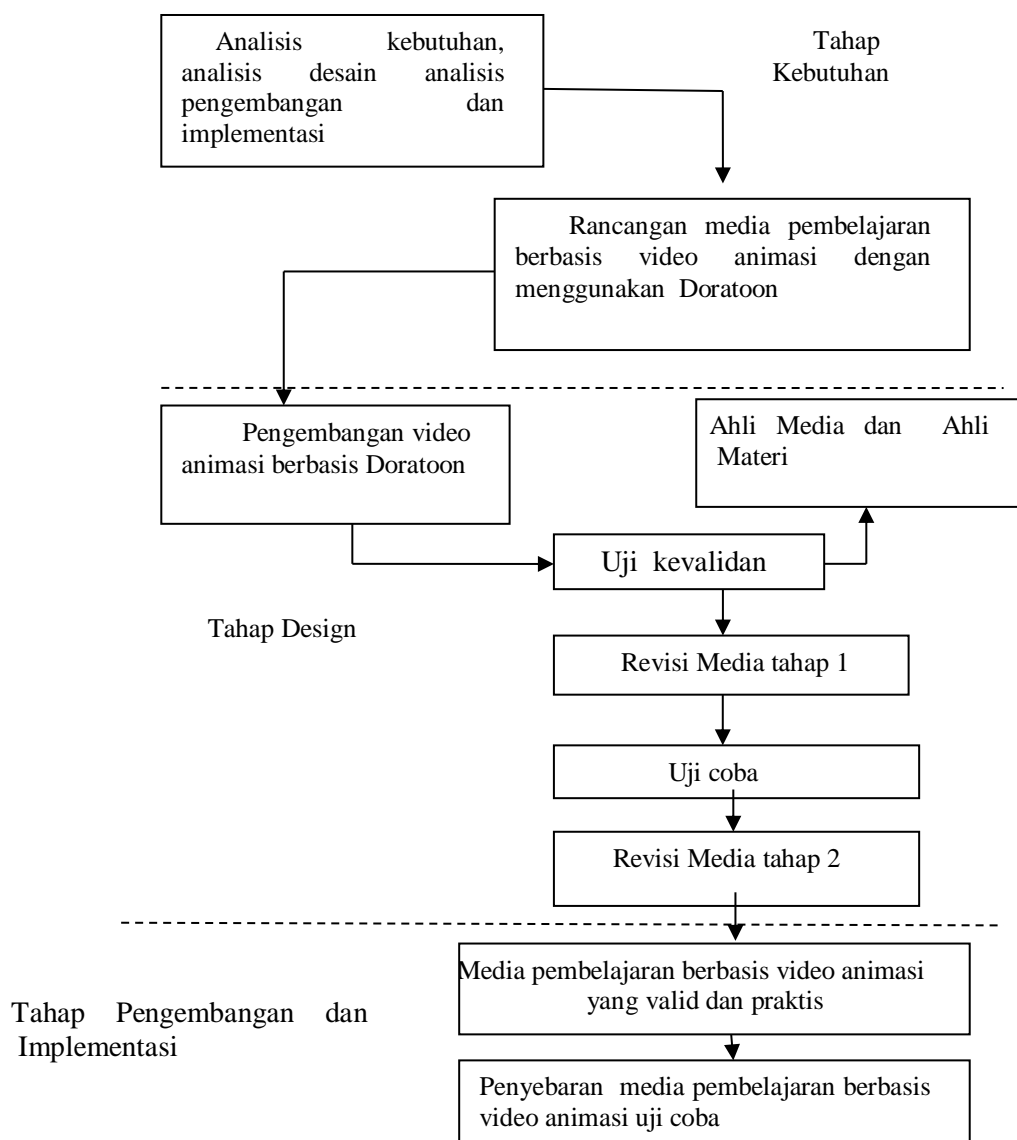 Analisis kebutuhan,
analisis desain analisis
pengembangan dan
implementasi
Tahap
Kebutuhan
Rancangan media pembelajaran
berbasis video animasi dengan
menggunakan Doratoon
Pengembangan video
animasi berbasis Doratoon
Ahli Media dan Ahli
Materi
Uji kevalidan
Tahap Design
Revisi Media tahap 1
Uji coba
Revisi Media tahap 2
Media pembelajaran berbasis video animasi
yang valid dan praktis
Tahap Pengembangan dan
Implementasi
Penyebaran media pembelajaran berbasis
video animasi uji coba